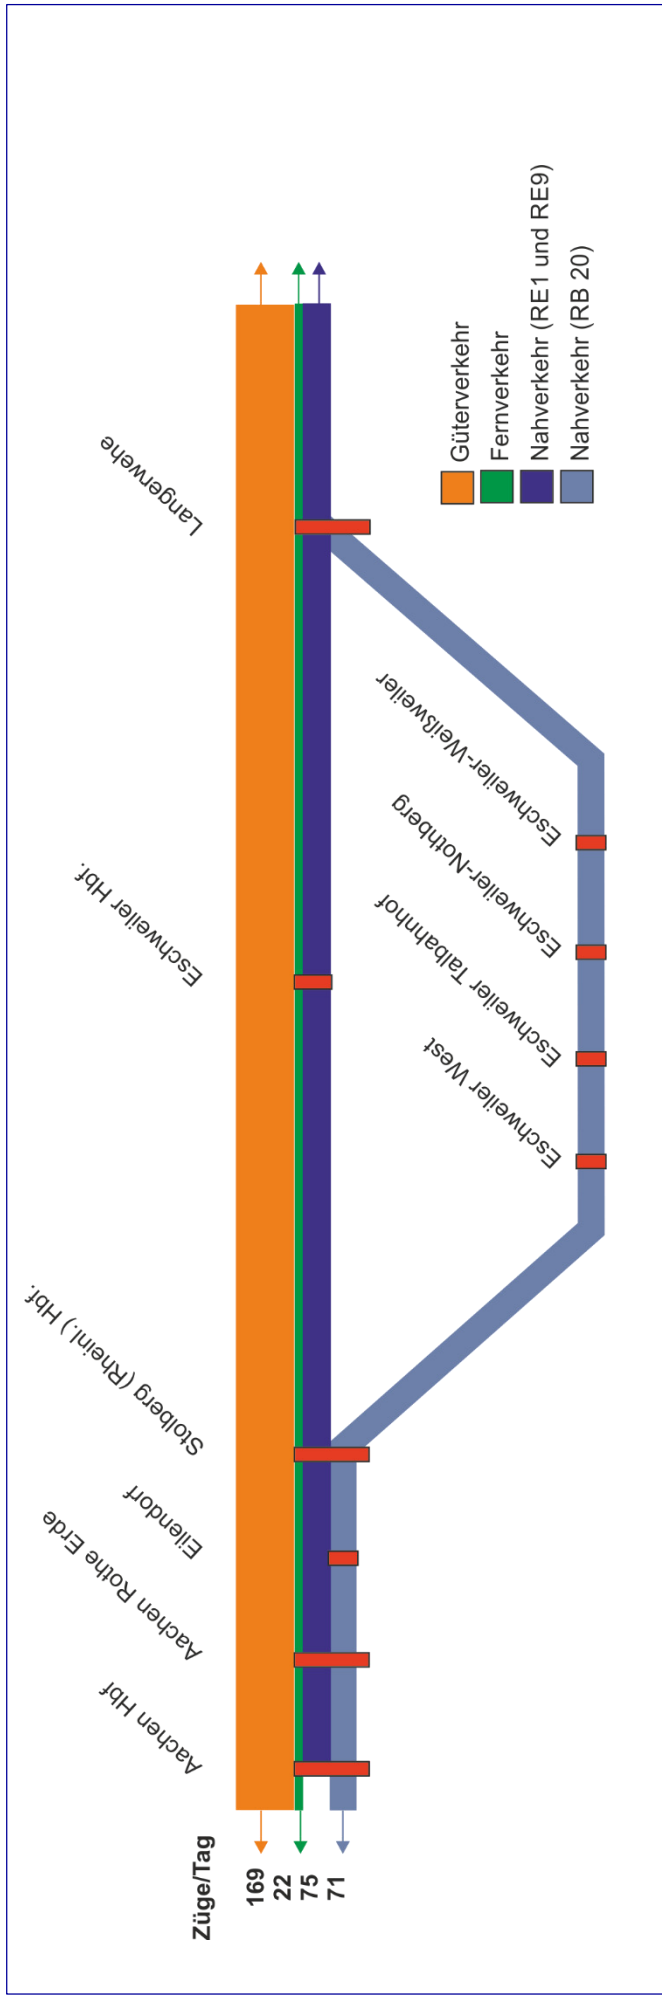 Züge/Tag
169
22
75
71
Aachen Hbf
Aachen Rothe Erde
Eilendorf
Stolberg (Rheinl.) Hbf.
Eschweiler Hbf.
Langerwehe
Eschweiler West
Eschweiler Talbahnhof
Eschweiler-Nothberg
Eschweiler-Weißweiler
Güterverkehr
Fernverkehr
Nahverkehr (RE1 und RE9)
Nahverkehr (RB 20)